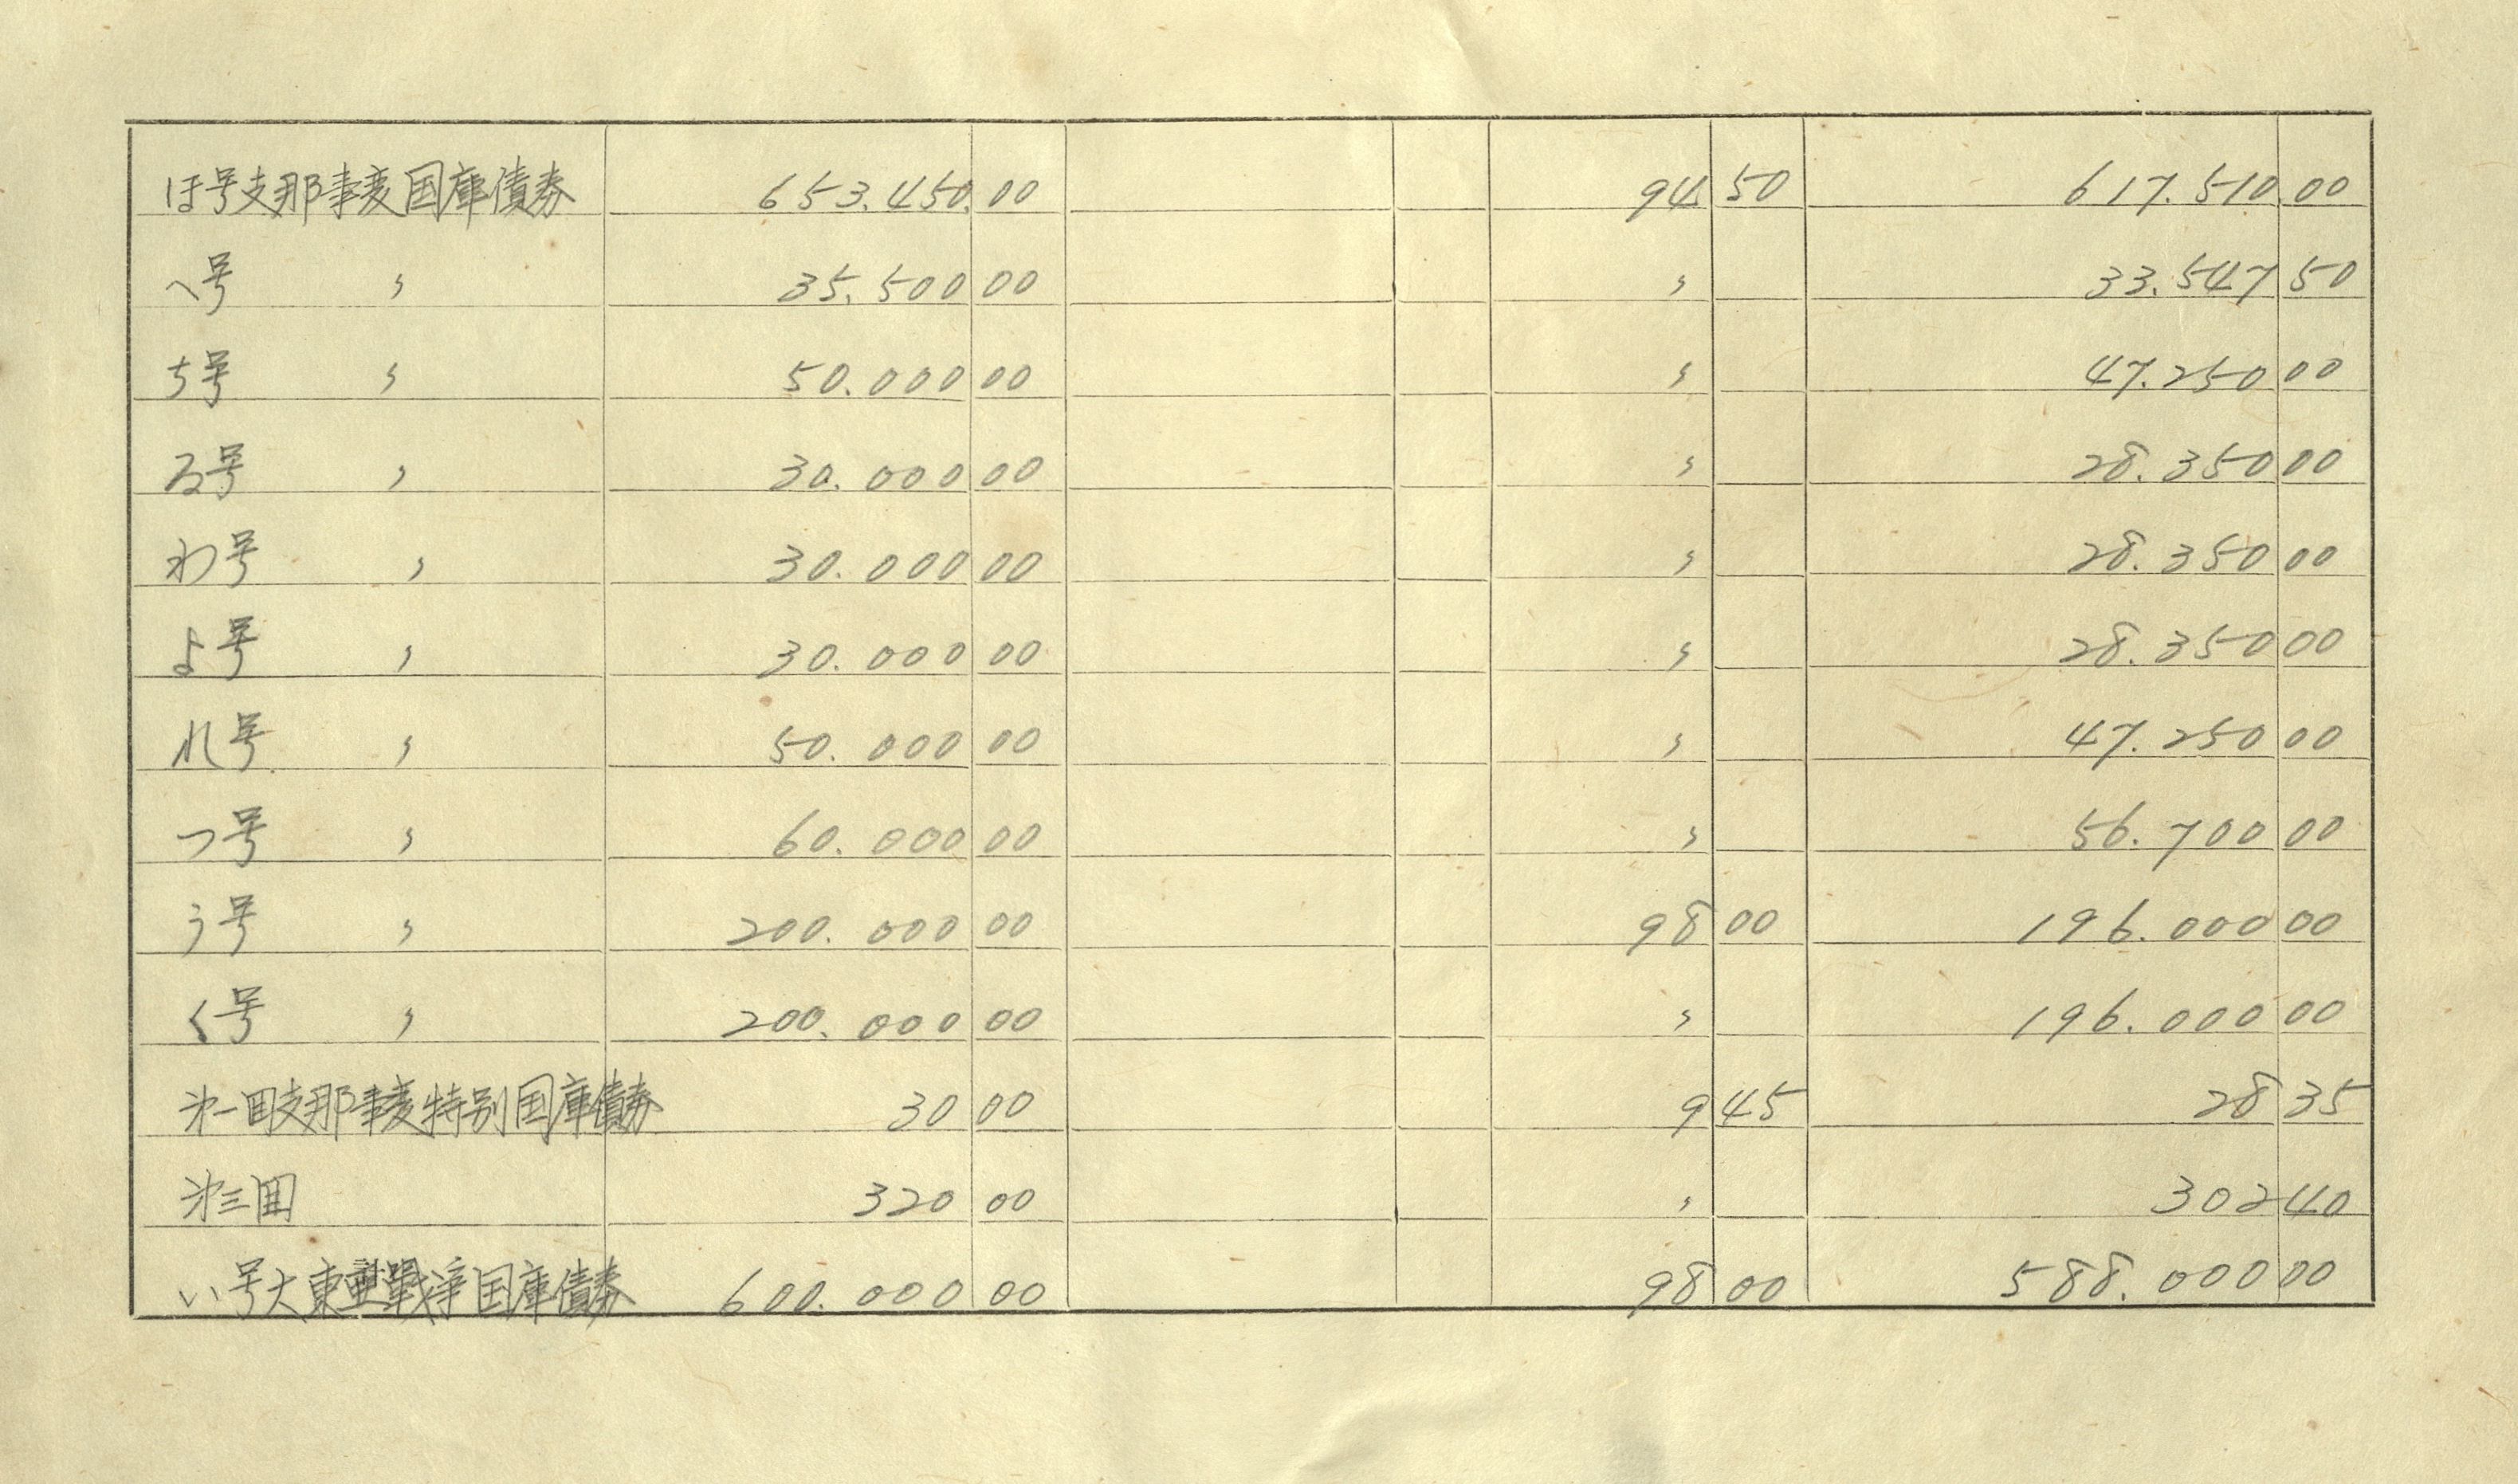 ほ号支那事変国庫債券 653.450.00 94 50 617.510.00
へ号 〃 35.500 00 〃 33.547 50
ち号 〃 50.000 00 〃 47.250 00
る号 〃 30.000 00 〃 28.350 00
わ号 〃 30.000 00 〃 28.350 00
よ号 〃 30.000 00 〃 28.350 00
れ号 〃 50.000 00 〃 47.250 00
つ号 〃 60.000 00 〃 56.700 00
う号 〃 200.000 00 98 00 196.000 00
く号 〃 200.000 00 〃 196.000 00
第一回支那事変特別国庫債券 30 00 9 45 28 35
第三回 320 00 〃 302 40
い号大東亜戦争国庫債券 600.000 00 98 00 588.000 00